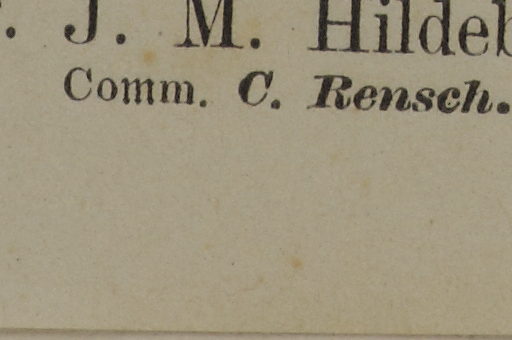 . J. M. Hildeb
Comm. C. Rensch.